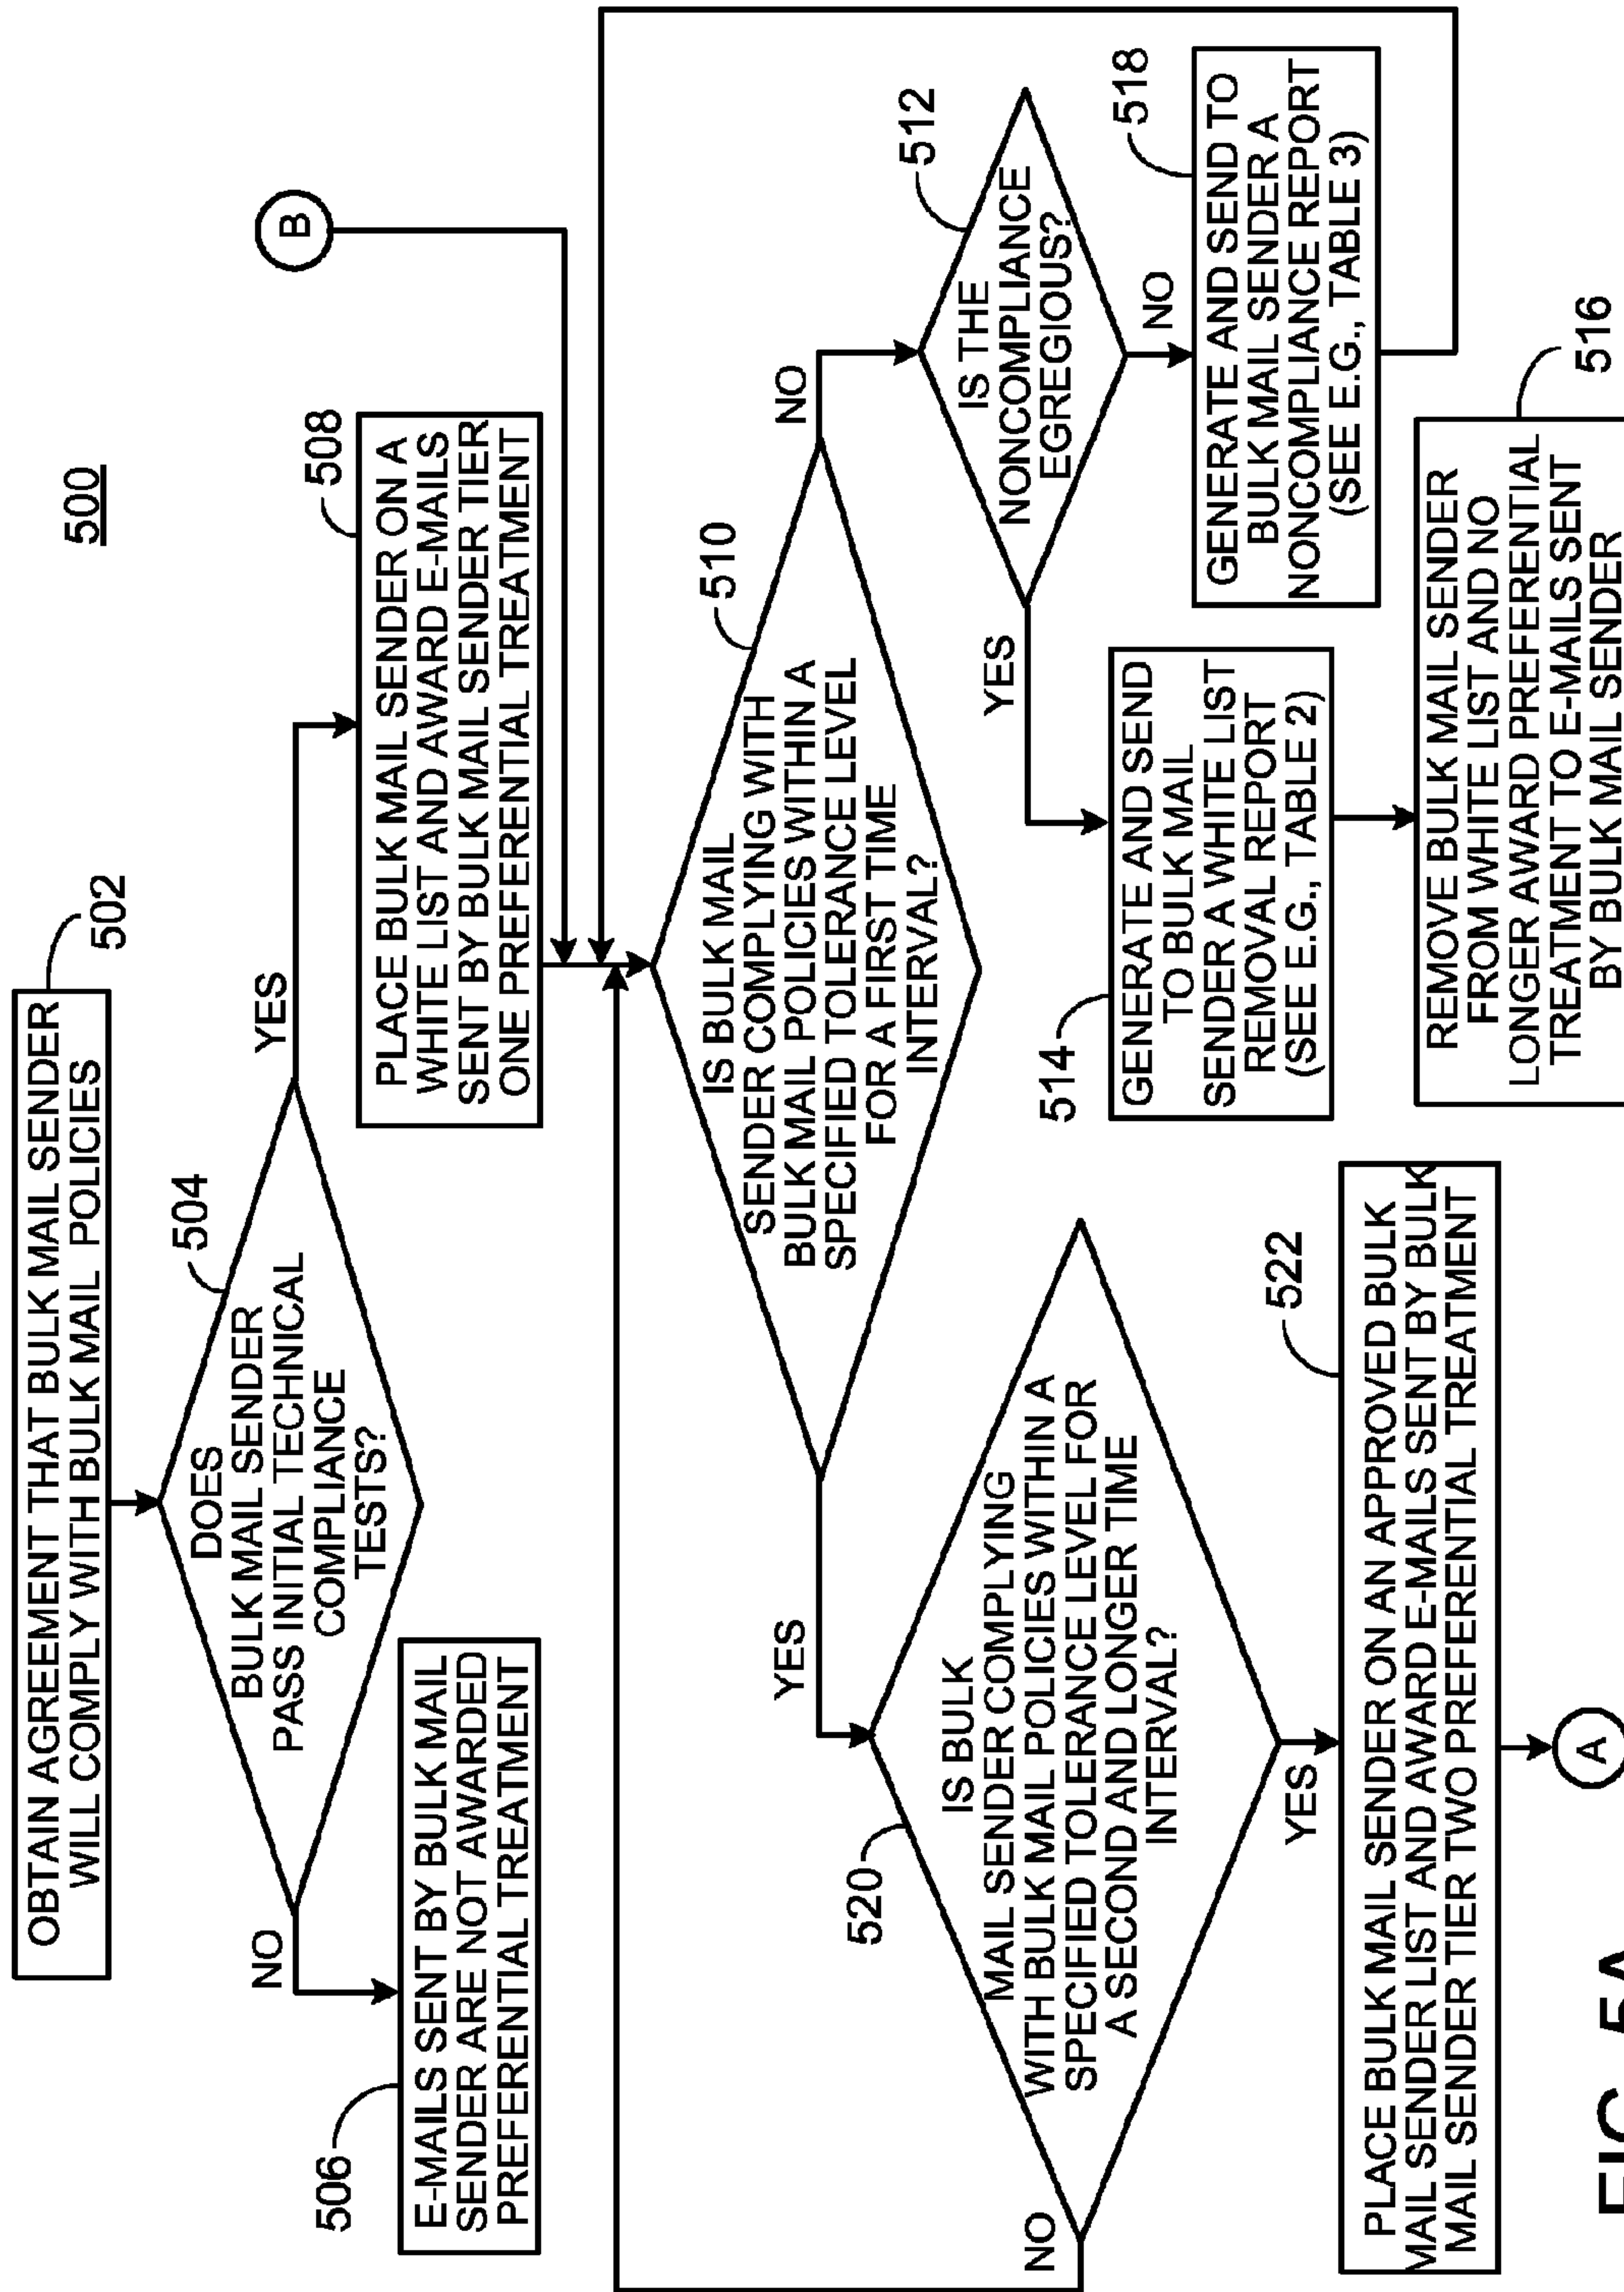 500
502
OBTAIN AGREEMENT THAT BULK MAIL SENDER
WILL COMPLY WITH BULK MAIL POLICIES
504
DOES
BULK MAIL SENDER
PASS INITIAL TECHNICAL
COMPLIANCE
TESTS?
NO
YES
506
E-MAILS SENT BY BULK MAIL
SENDER ARE NOT AWARDED
PREFERENTIAL TREATMENT
508
PLACE BULK MAIL SENDER ON A
WHITE LIST AND AWARD E-MAILS
SENT BY BULK MAIL SENDER TIER
ONE PREFERENTIAL TREATMENT
B
510
IS BULK MAIL
SENDER COMPLYING WITH
BULK MAIL POLICIES WITHIN A
SPECIFIED TOLERANCE LEVEL
FOR A FIRST TIME
INTERVAL?
YES
NO
512
IS THE
NONCOMPLIANCE
EGREGIOUS?
YES
NO
514
GENERATE AND SEND
TO BULK MAIL
SENDER A WHITE LIST
REMOVAL REPORT
(SEE E.G., TABLE 2)
518
GENERATE AND SEND TO
BULK MAIL SENDER A
NONCOMPLIANCE REPORT
(SEE E.G., TABLE 3)
516
REMOVE BULK MAIL SENDER
FROM WHITE LIST AND NO
LONGER AWARD PREFERENTIAL
TREATMENT TO E-MAILS SENT
BY BULK MAIL SENDER
520
IS BULK
MAIL SENDER COMPLYING
WITH BULK MAIL POLICIES WITHIN A
SPECIFIED TOLERANCE LEVEL FOR
A SECOND AND LONGER TIME
INTERVAL?
NO
YES
522
PLACE BULK MAIL SENDER ON AN APPROVED BULK
MAIL SENDER LIST AND AWARD E-MAILS SENT BY BULK
MAIL SENDER TIER TWO PREFERENTIAL TREATMENT
A
FIG. 5A